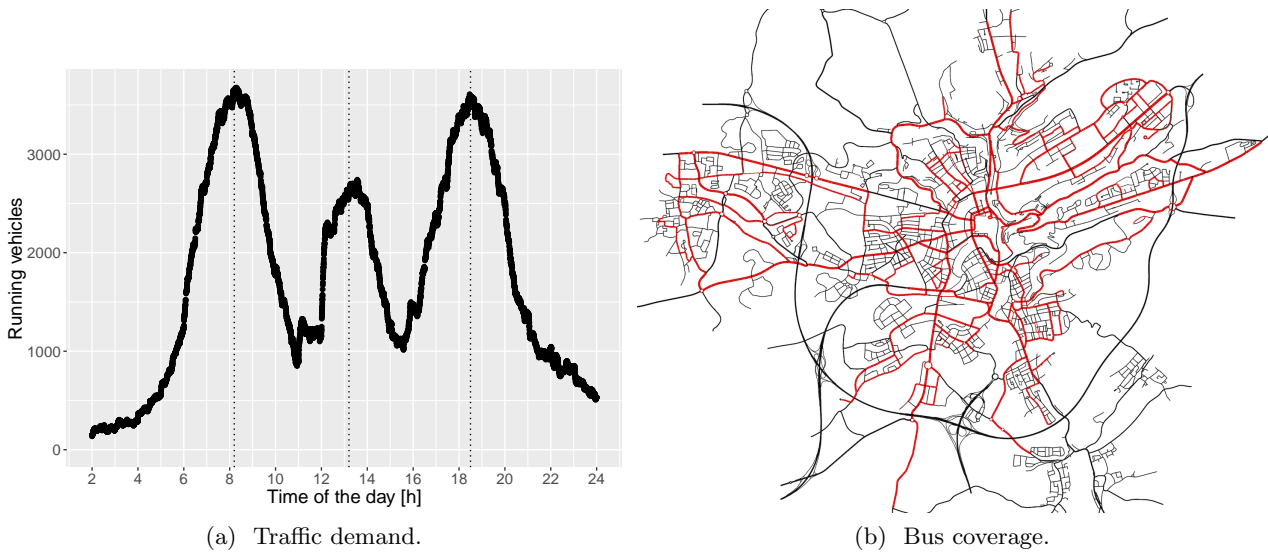 3000
2000
1000
0
Running vehicles
2 4 6 8 10 12 14 16 18 20 22 24
Time of the day [h]
(a) Traffic demand.
(b) Bus coverage.